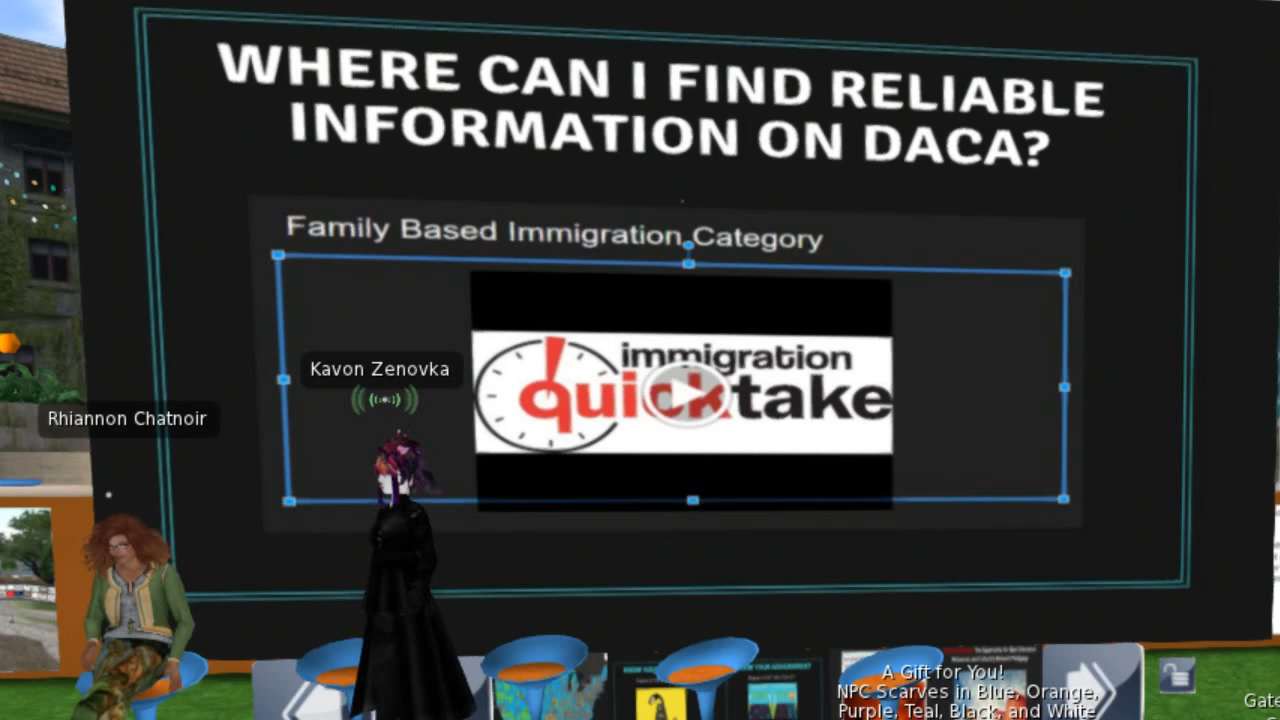 WHERE CAN I FIND RELIABLE
INFORMATION ON DACA?
Family Based Immigration Category
immigration
quicktake
Kavon Zenovka
Rhiannon Chatnoir
A Gift for You!
NPC Scarves in Blue, Orange,
Purple, Teal, Black, and White
Gate